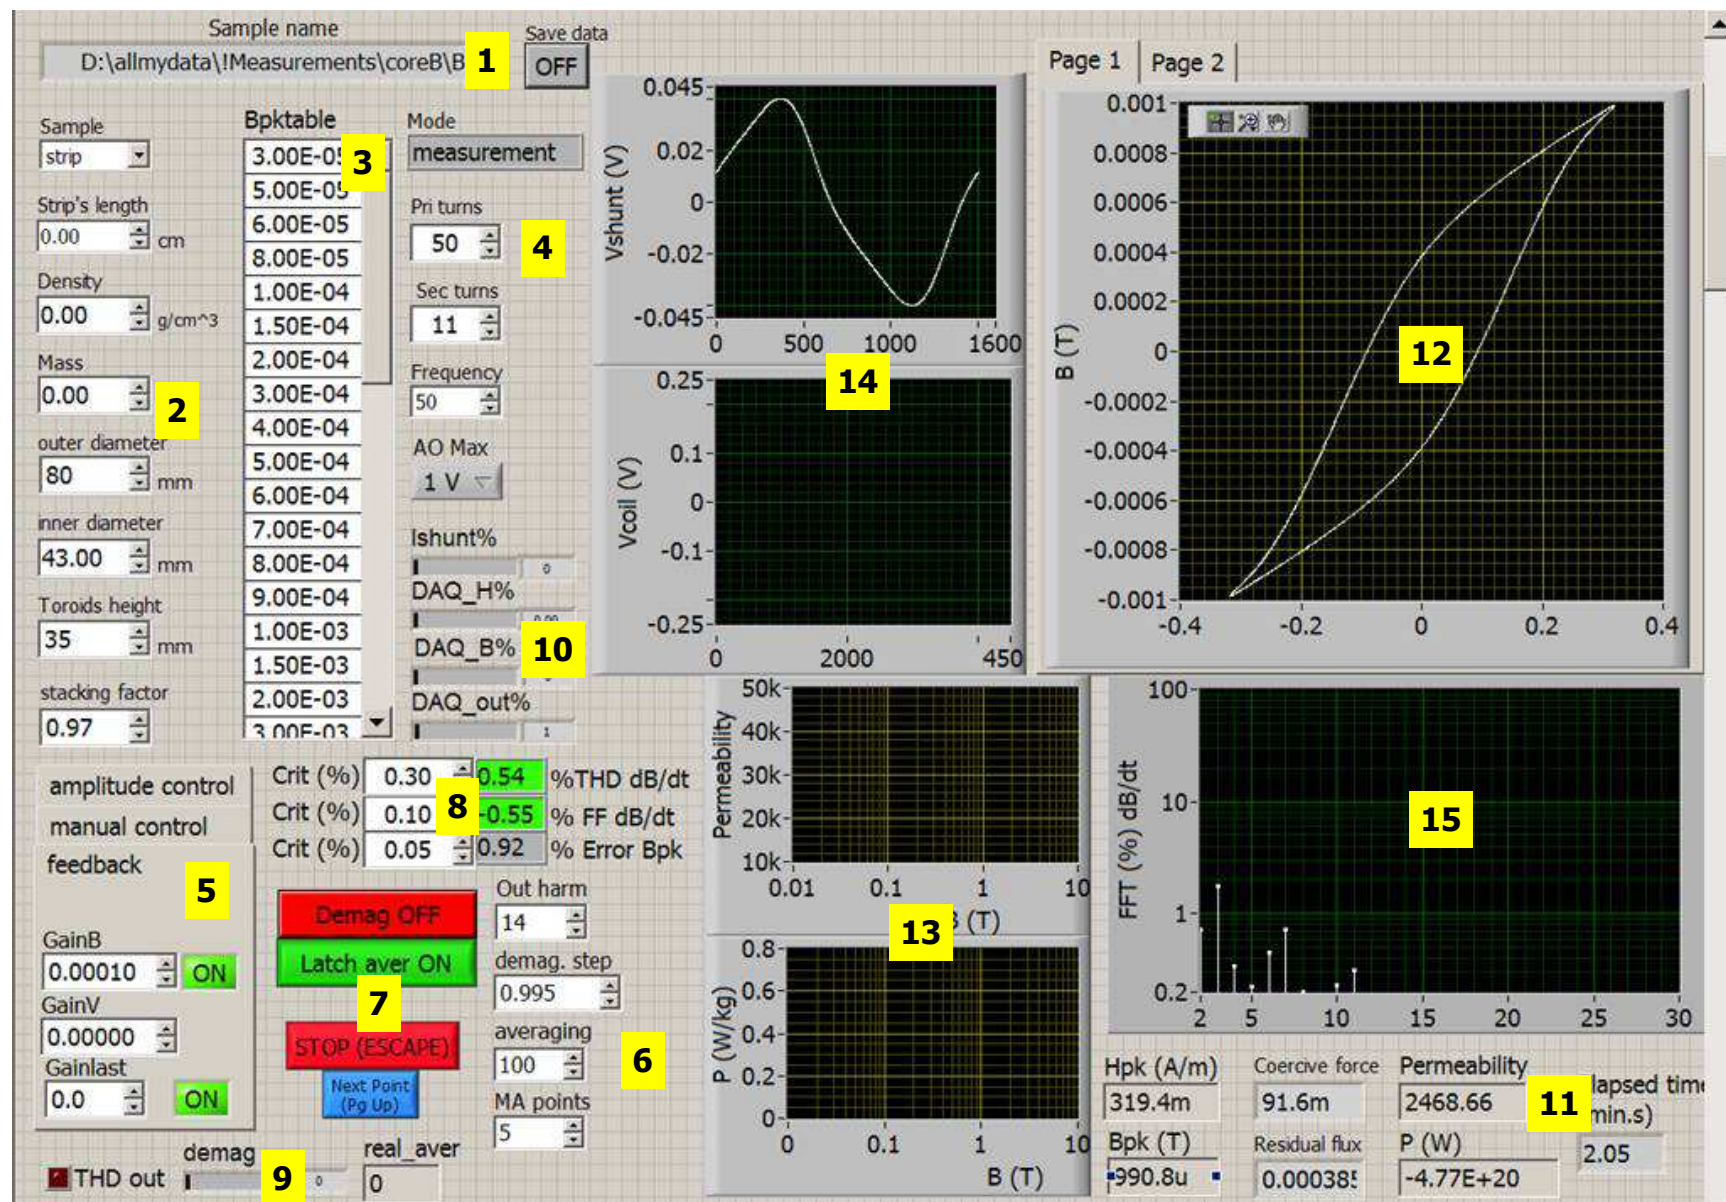 Sample name
D:\allmydata\!Measurements\coreB\B
1
Save data
OFF
Sample
strip
Strip's length
0.00 cm
Density
0.00 g/cm^3
Mass
0.00
2
outer diameter
80 mm
inner diameter
43.00 mm
Toroids height
35 mm
stacking factor
0.97
Bpktable
3
3.00E-05
5.00E-05
6.00E-05
8.00E-05
1.00E-04
1.50E-04
2.00E-04
3.00E-04
4.00E-04
5.00E-04
6.00E-04
7.00E-04
8.00E-04
9.00E-04
1.00E-03
1.50E-03
2.00E-03
3.00E-03
Mode
measurement
Pri turns
50
4
Sec turns
11
Frequency
50
AO Max
1 V
Ishunt%
0
DAQ_H%
0.00
DAQ_B%
10
DAQ_out%
1
Vshunt (V)
0.045
0.02
0
-0.02
-0.045
0 500 1000 1600
14
Vcoil (V)
0.25
0.1
0
-0.1
-0.25
0 2000 450
Page 1 Page 2
B (T)
0.001
0.0008
0.0006
0.0004
0.0002
0
-0.0002
-0.0004
-0.0006
-0.0008
-0.001
-0.4 -0.2 0 0.2 0.4
12
amplitude control
manual control
feedback
5
GainB
0.00010 ON
GainV
0.00000
Gainlast
0.0 ON
Crit (%) 0.30 0.54 %THD dB/dt
Crit (%) 0.10 -0.55 % FF dB/dt
Crit (%) 0.05 0.92 % Error Bpk
8
Demag OFF
Latch aver ON
7
STOP (ESCAPE)
Next Point
(Pg Up)
Out harm
14
demag. step
0.995
averaging
100
6
MA points
5
THD out
demag
9
0
real_aver
0
Permeability
50k
40k
30k
20k
10k
0.01 0.1 1 10
B (T)
13
P (W/kg)
0.8
0.6
0.4
0.2
0
0 0.1 1 10
B (T)
FFT (%) dB/dt
100
10
1
0.2
2 5 10 15 20 25 30
15
Hpk (A/m)
319.4m
Coercive force
91.6m
Permeability
2468.66
11
lapsed time
min.s)
2.05
Bpk (T)
990.8u
Residual flux
0.000385
P (W)
-4.77E+20